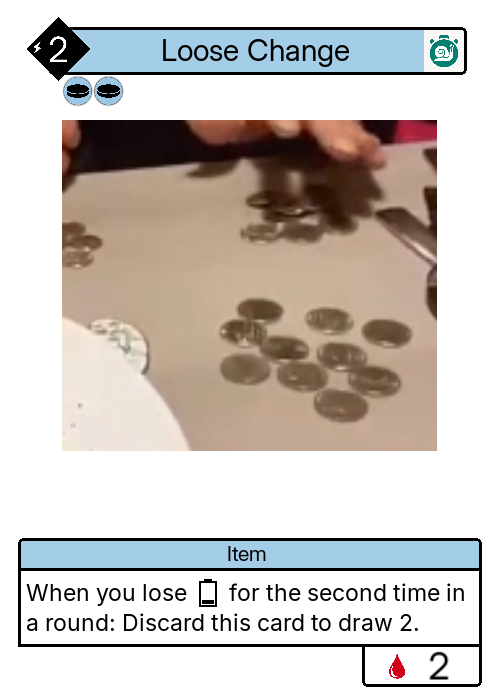 2
Loose Change
Item
When you lose for the second time in
a round: Discard this card to draw 2.
2